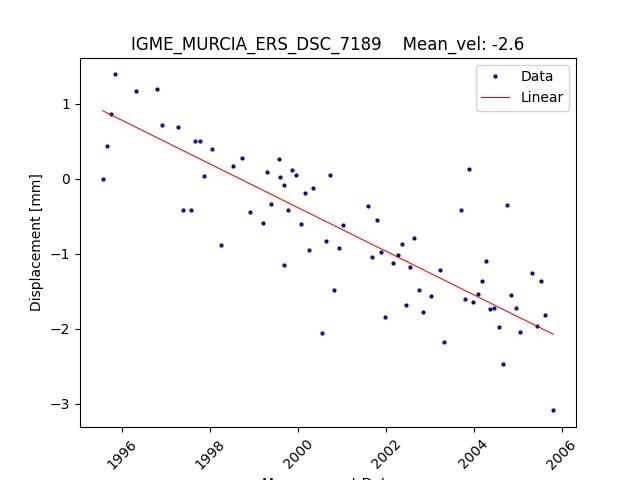 IGME_MURCIA_ERS_DSC_7189 Mean_vel: -2.6
Data
Linear
Displacement [mm]
1
0
−1
−2
−3
1996
1998
2000
2002
2004
2006